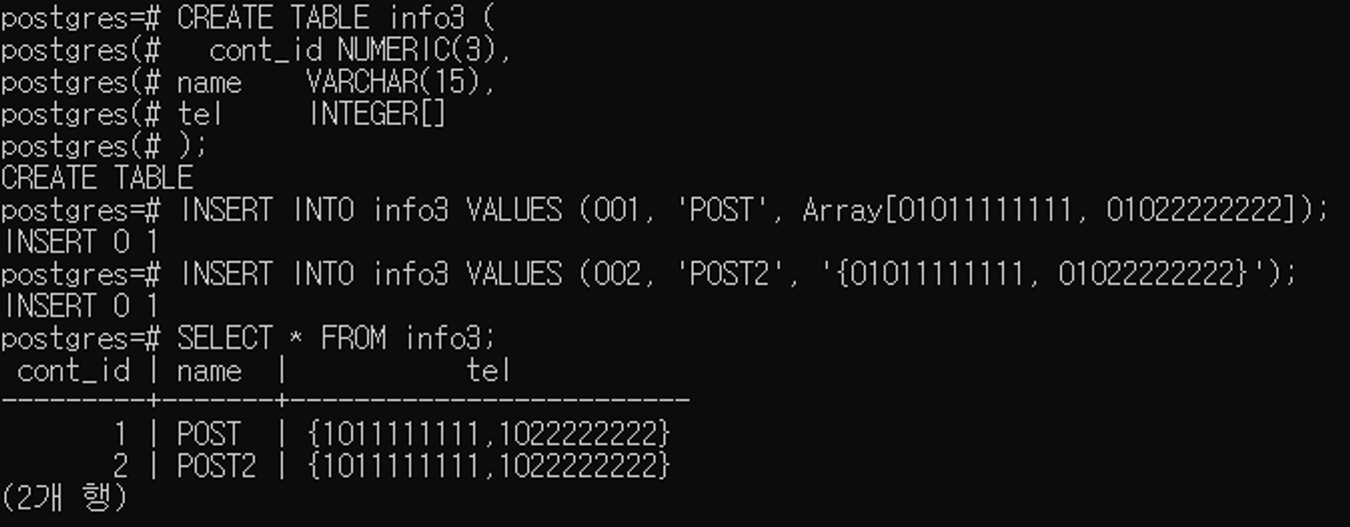 postgres=# CREATE TABLE info3 (
postgres(#   cont_id NUMERIC(3),
postgres(# name    VARCHAR(15),
postgres(# tel     INTEGER[]
postgres(# );
CREATE TABLE
postgres=# INSERT INTO info3 VALUES (001, 'POST', Array[01011111111, 01022222222]);
INSERT 0 1
postgres=# INSERT INTO info3 VALUES (002, 'POST2', '{01011111111, 01022222222}');
INSERT 0 1
postgres=# SELECT * FROM info3;
 cont_id | name  |           tel
---------+-------+-------------------------
       1 | POST  | {1011111111,1022222222}
       2 | POST2 | {1011111111,1022222222}
(2개 행)